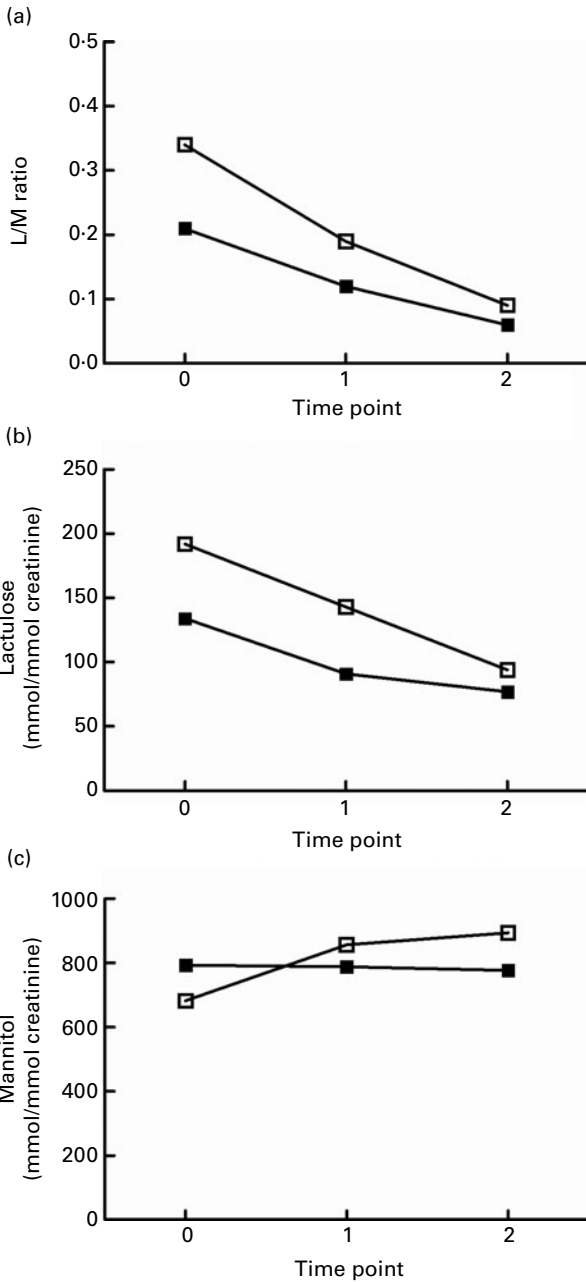 (a)
0·5
0·4
0·3
0·2
0·1
0·0
L/M ratio
0 1 2
Time point
(b)
250
200
150
100
50
0
Lactulose
(mmol/mmol creatinine)
0 1 2
Time point
(c)
1000
800
600
400
200
0
Mannitol
(mmol/mmol creatinine)
0 1 2
Time point